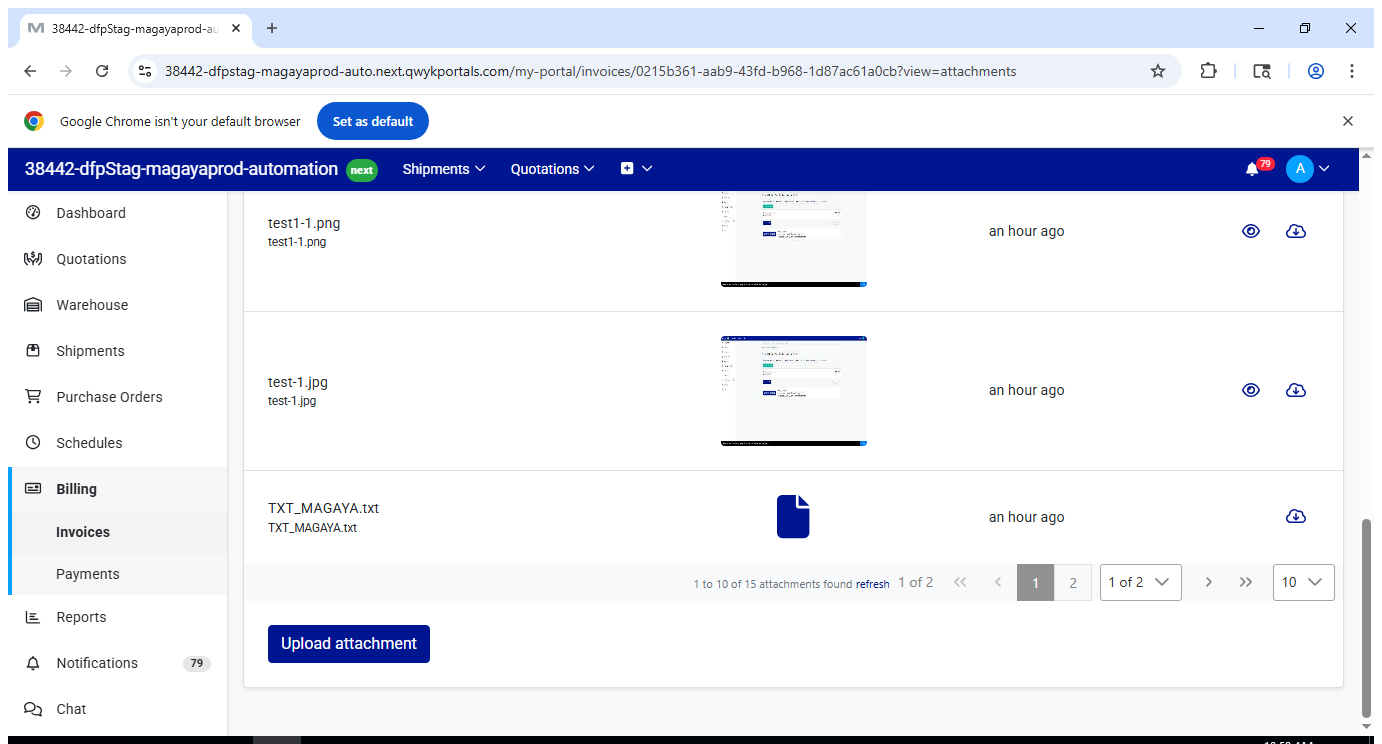 38442-dfpStag-magayaprod-au
38442-dfpstag-magayaprod-auto.next.qwykportals.com/my-portal/invoices/0215b361-aab9-43fd-b968-1d87ac61a0cb?view=attachments
Google Chrome isn't your default browser
Set as default
38442-dfpStag-magayaprod-automation next
Shipments
Quotations
79
A
Dashboard
Quotations
Warehouse
Shipments
Purchase Orders
Schedules
Billing
Invoices
Payments
Reports
Notifications 79
Chat
test1-1.png
test1-1.png
an hour ago
test-1.jpg
test-1.jpg
an hour ago
TXT_MAGAYA.txt
TXT_MAGAYA.txt
an hour ago
1 to 10 of 15 attachments found refresh 1 of 2 1 2 1 of 2 10
Upload attachment